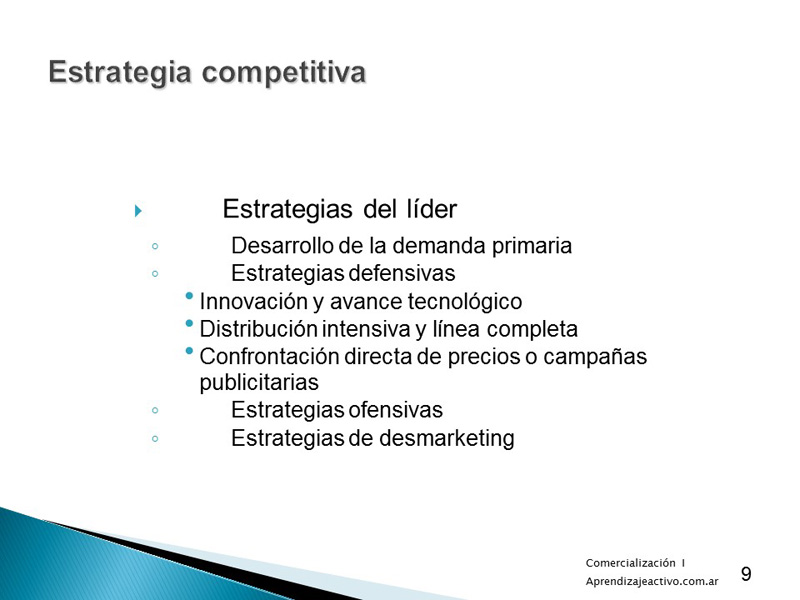 Estrategia competitiva
Estrategias del líder
Desarrollo de la demanda primaria
Estrategias defensivas
Innovación y avance tecnológico
Distribución intensiva y línea completa
Confrontación directa de precios o campañas
publicitarias
Estrategias ofensivas
Estrategias de desmarketing
Comercialización I
Aprendizajeactivo.com.ar
9